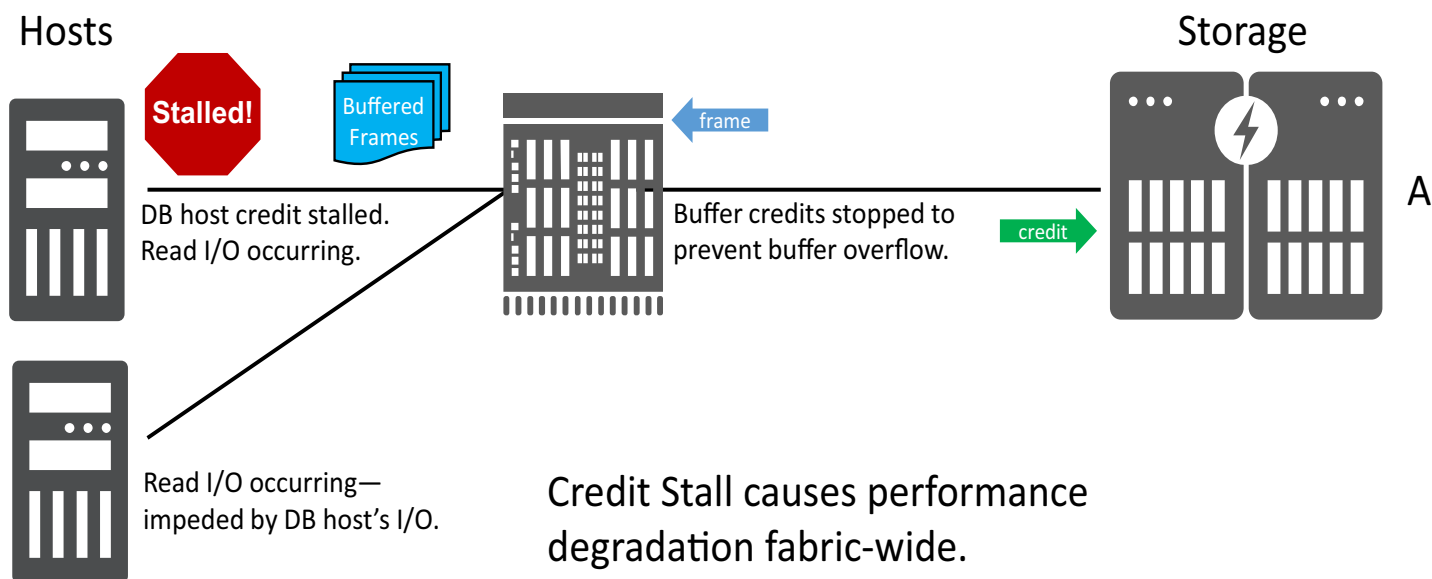 Hosts
Storage
Stalled!
Buffered
Frames
frame
A
DB host credit stalled.
Read I/O occurring.
Buffer credits stopped to
prevent buffer overflow.
credit
Read I/O occurring—
impeded by DB host's I/O.
Credit Stall causes performance
degradation fabric-wide.